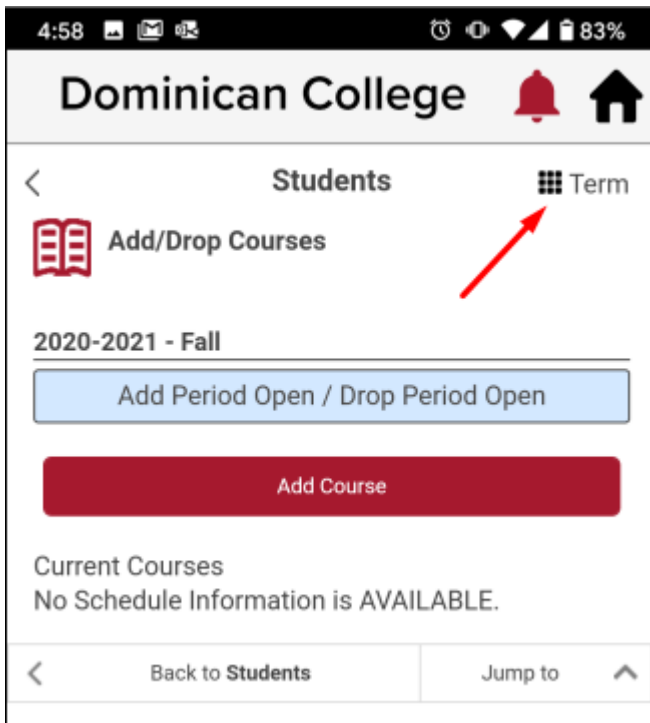 4:58 83%
Dominican College
Students Term
Add/Drop Courses
2020-2021 - Fall
Add Period Open / Drop Period Open
Add Course
Current Courses
No Schedule Information is AVAILABLE.
Back to Students Jump to